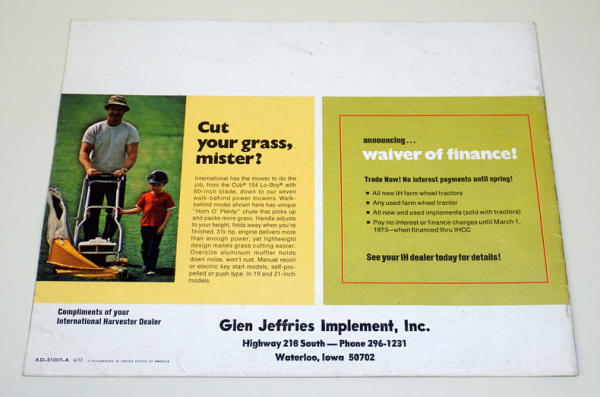 Cut
your grass,
mister?
International has the mower to do the
job, from the Cub® 154 Lo-Boy® with
60-inch blade, down to our seven
walk-behind power mowers. Walk-
behind model shown here has unique
"Horn O' Plenty" chute that picks up
and packs more grass. Handle adjusts
to your height, folds away when you're
finished. 3½ hp. engine delivers more
than enough power, yet lightweight
design makes grass cutting easier.
Oversize aluminum muffler holds
down noise, won't rust. Manual recoil
or electric key start models, self-pro-
pelled or push type. In 19 and 21-inch
models.
announcing...
waiver of finance!
Trade Now! No interest payments until spring!
■ All new IH farm wheel tractors
■ Any used farm wheel tractor
■ All new and used implements (sold with tractors)
■ Pay no interest or finance charges until March 1,
1973—when financed thru IHCC
See your IH dealer today for details!
Compliments of your
International Harvester Dealer
Glen Jeffries Implement, Inc.
Highway 218 South — Phone 296-1231
Waterloo, Iowa 50702
AD-31007-A 6/72 LITHOGRAPHED IN UNITED STATES OF AMERICA